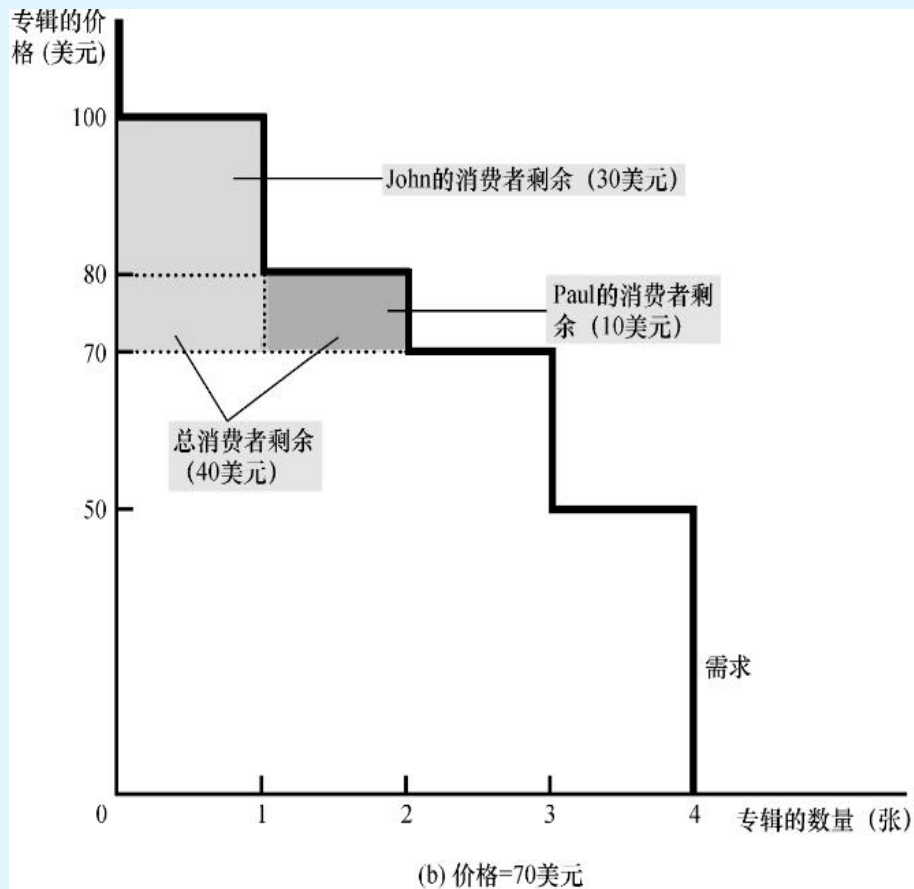 专辑的价
格 (美元)
100
John的消费者剩余（30美元）
80
Paul的消费者剩
余（10美元）
70
总消费者剩余
（40美元）
50
需求
0
1
2
3
4
专辑的数量（张）
(b) 价格=70美元